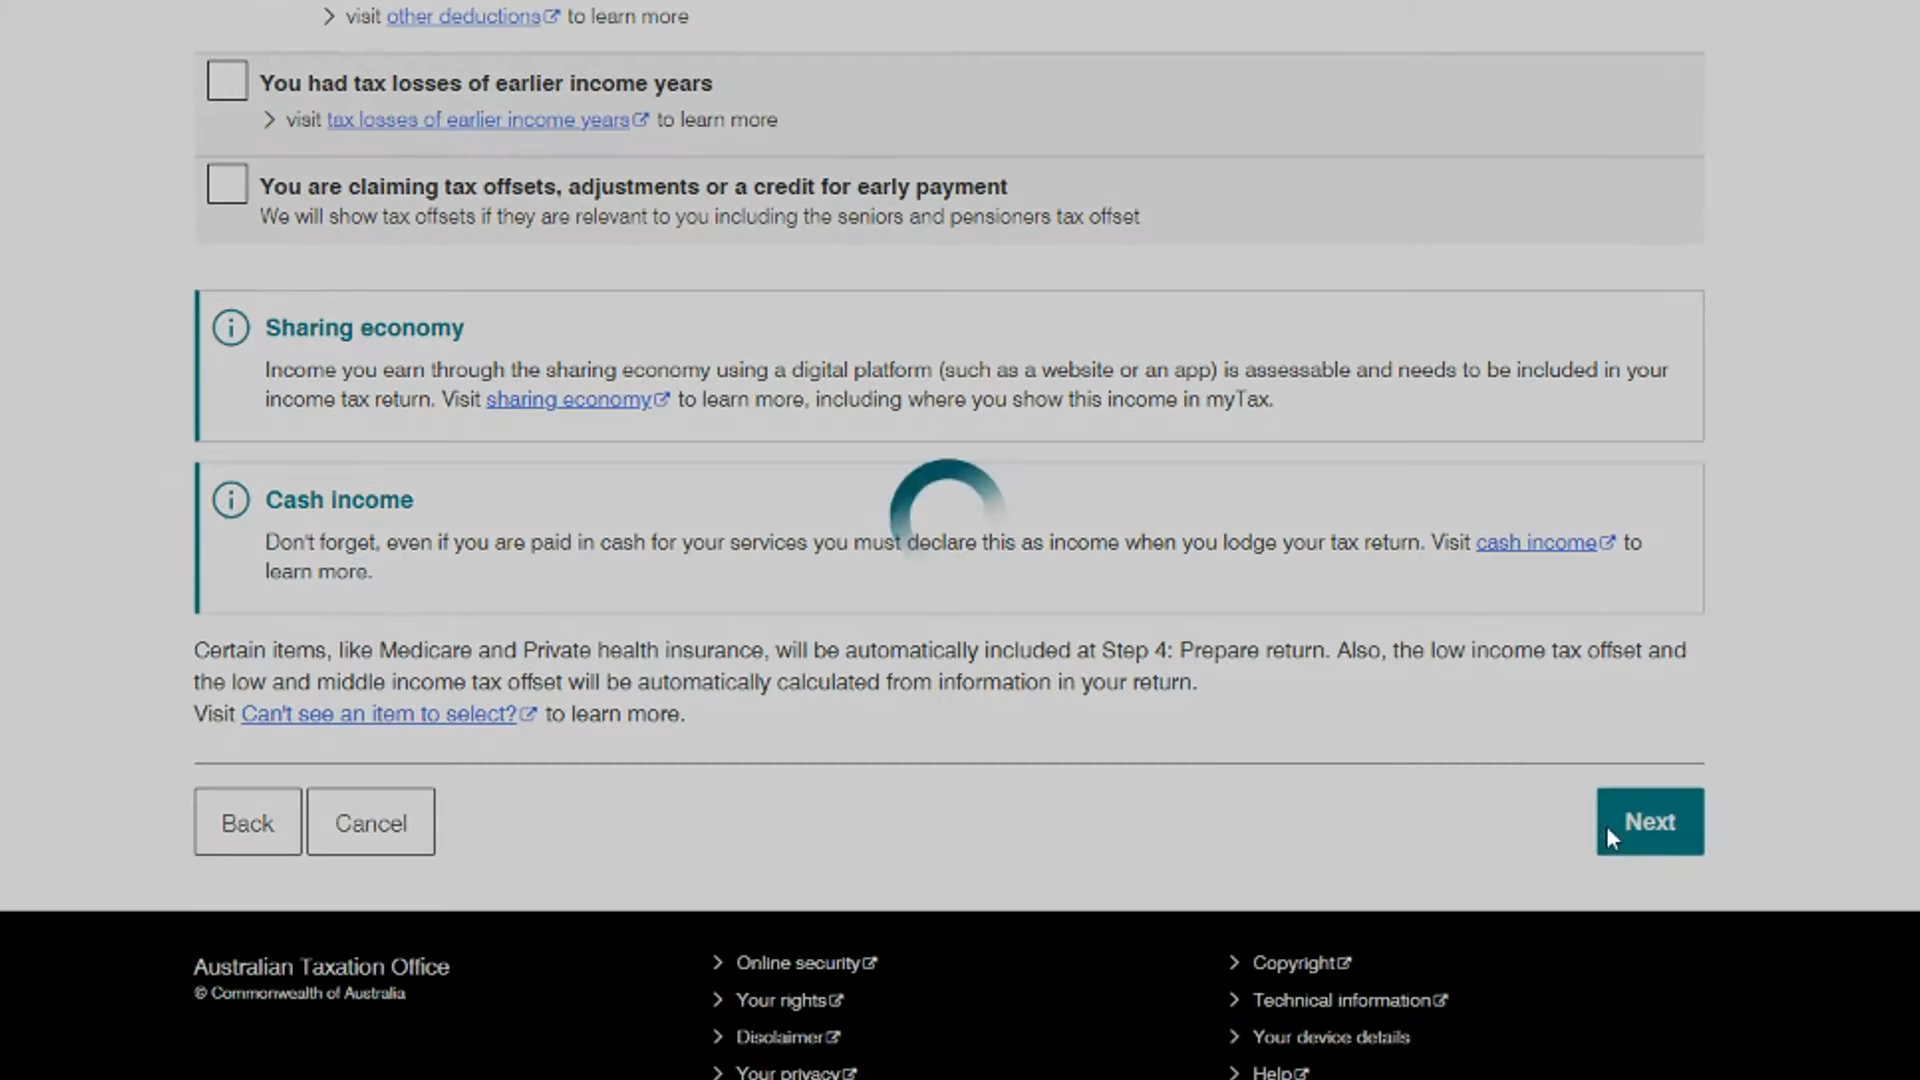 visit other deductions to learn more
You had tax losses of earlier income years
visit tax losses of earlier income years to learn more
You are claiming tax offsets, adjustments or a credit for early payment
We will show tax offsets if they are relevant to you including the seniors and pensioners tax offset
Sharing economy
Income you earn through the sharing economy using a digital platform (such as a website or an app) is assessable and needs to be included in your
income tax return. Visit sharing economy to learn more, including where you show this income in myTax.
Cash income
Don't forget, even if you are paid in cash for your services you must declare this as income when you lodge your tax return. Visit cash income to
learn more.
Certain items, like Medicare and Private health insurance, will be automatically included at Step 4: Prepare return. Also, the low income tax offset and
the low and middle income tax offset will be automatically calculated from information in your return.
Visit Can't see an item to select? to learn more.
Back Cancel Next
Australian Taxation Office
© Commonwealth of Australia
Online security
Your rights
Disclaimer
Your privacy
Copyright
Technical information
Your device details
Help